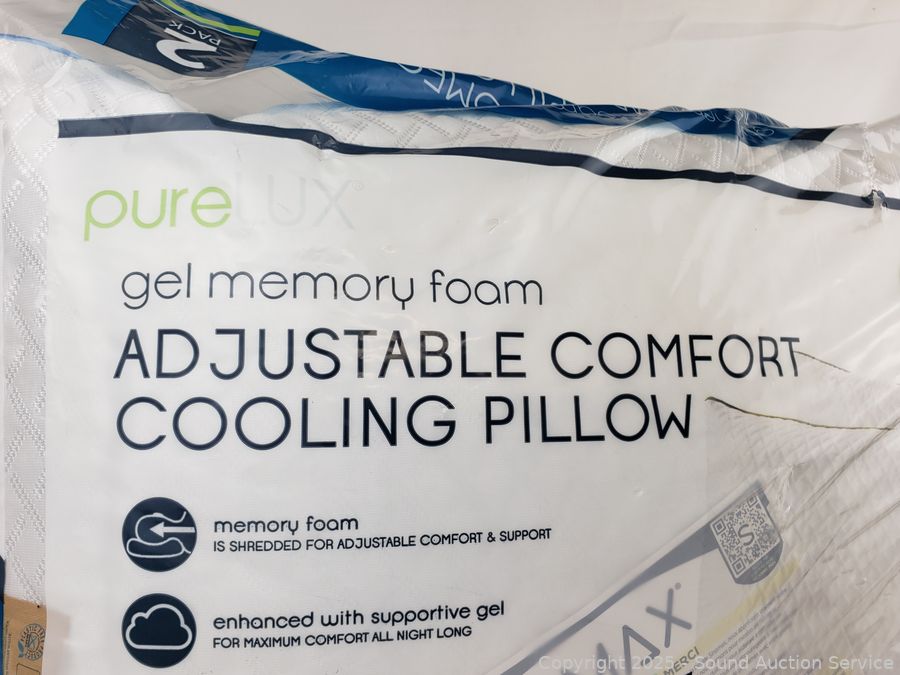 2
PACK
pureLUX®
gel memory foam
ADJUSTABLE COMFORT
COOLING PILLOW
memory foam
IS SHREDDED FOR ADJUSTABLE COMFORT & SUPPORT
enhanced with supportive gel
FOR MAXIMUM COMFORT ALL NIGHT LONG
MAX
MERCI
Copyright 2025 - Sound Auction Service